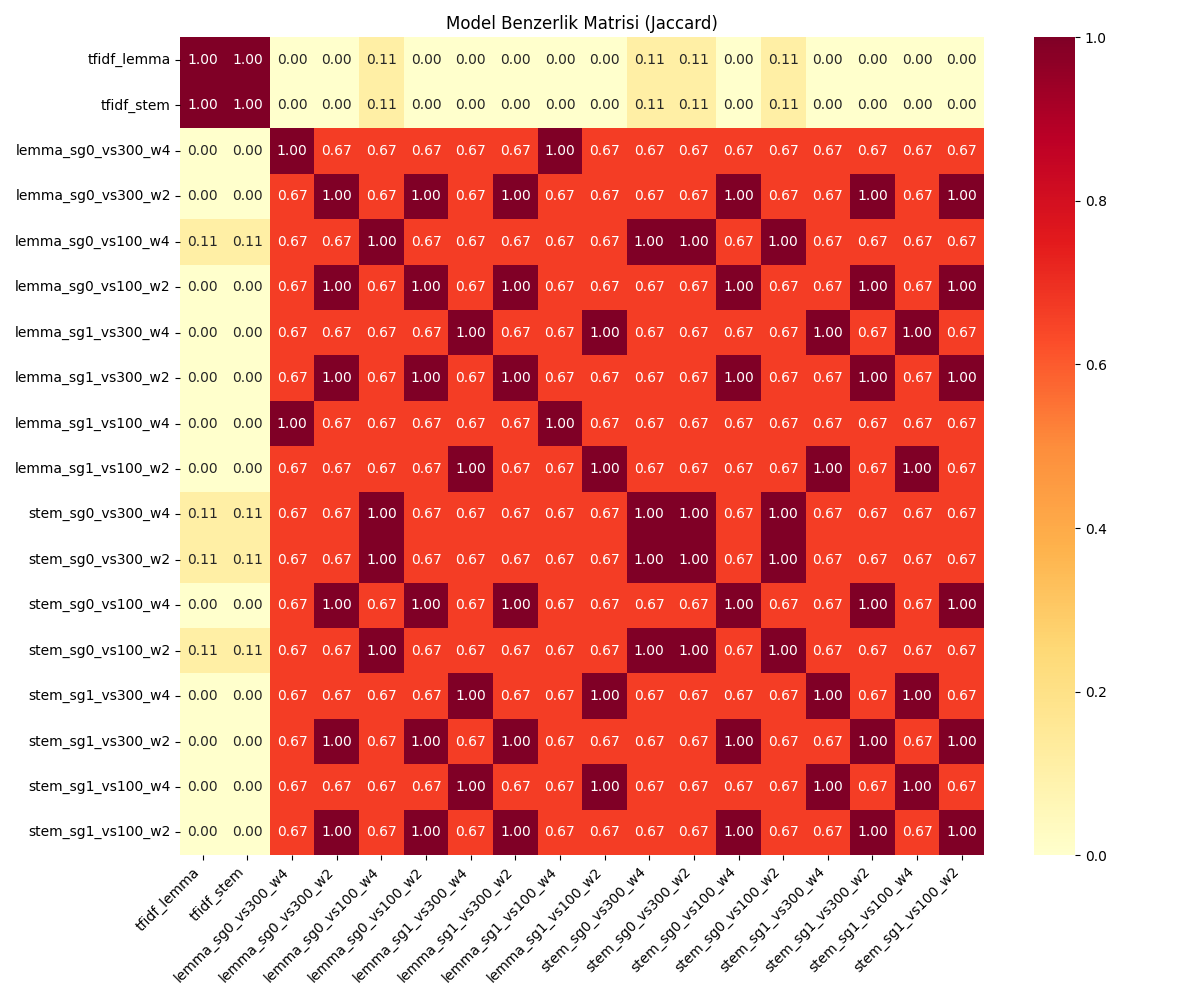 Model Benzerlik Matrisi (Jaccard)
tfidf_lemma 1.00 1.00 0.00 0.00 0.11 0.00 0.00 0.00 0.00 0.00 0.11 0.11 0.00 0.11 0.00 0.00 0.00 0.00
tfidf_stem 1.00 1.00 0.00 0.00 0.11 0.00 0.00 0.00 0.00 0.00 0.11 0.11 0.00 0.11 0.00 0.00 0.00 0.00
lemma_sg0_vs300_w4 0.00 0.00 1.00 0.67 0.67 0.67 0.67 0.67 1.00 0.67 0.67 0.67 0.67 0.67 0.67 0.67 0.67 0.67
lemma_sg0_vs300_w2 0.00 0.00 0.67 1.00 0.67 1.00 0.67 1.00 0.67 0.67 0.67 0.67 1.00 0.67 0.67 1.00 0.67 1.00
lemma_sg0_vs100_w4 0.11 0.11 0.67 0.67 1.00 0.67 0.67 0.67 0.67 0.67 1.00 1.00 0.67 1.00 0.67 0.67 0.67 0.67
lemma_sg0_vs100_w2 0.00 0.00 0.67 1.00 0.67 1.00 0.67 1.00 0.67 0.67 0.67 0.67 1.00 0.67 0.67 1.00 0.67 1.00
lemma_sg1_vs300_w4 0.00 0.00 0.67 0.67 0.67 0.67 1.00 0.67 0.67 1.00 0.67 0.67 0.67 0.67 1.00 0.67 1.00 0.67
lemma_sg1_vs300_w2 0.00 0.00 0.67 1.00 0.67 1.00 0.67 1.00 0.67 0.67 0.67 0.67 1.00 0.67 0.67 1.00 0.67 1.00
lemma_sg1_vs100_w4 0.00 0.00 1.00 0.67 0.67 0.67 0.67 0.67 1.00 0.67 0.67 0.67 0.67 0.67 0.67 0.67 0.67 0.67
lemma_sg1_vs100_w2 0.00 0.00 0.67 0.67 0.67 0.67 1.00 0.67 0.67 1.00 0.67 0.67 0.67 0.67 1.00 0.67 1.00 0.67
stem_sg0_vs300_w4 0.11 0.11 0.67 0.67 1.00 0.67 0.67 0.67 0.67 0.67 1.00 1.00 0.67 1.00 0.67 0.67 0.67 0.67
stem_sg0_vs300_w2 0.11 0.11 0.67 0.67 1.00 0.67 0.67 0.67 0.67 0.67 1.00 1.00 0.67 1.00 0.67 0.67 0.67 0.67
stem_sg0_vs100_w4 0.00 0.00 0.67 1.00 0.67 1.00 0.67 1.00 0.67 0.67 0.67 0.67 1.00 0.67 0.67 1.00 0.67 1.00
stem_sg0_vs100_w2 0.11 0.11 0.67 0.67 1.00 0.67 0.67 0.67 0.67 0.67 1.00 1.00 0.67 1.00 0.67 0.67 0.67 0.67
stem_sg1_vs300_w4 0.00 0.00 0.67 0.67 0.67 0.67 1.00 0.67 0.67 1.00 0.67 0.67 0.67 0.67 1.00 0.67 1.00 0.67
stem_sg1_vs300_w2 0.00 0.00 0.67 1.00 0.67 1.00 0.67 1.00 0.67 0.67 0.67 0.67 1.00 0.67 0.67 1.00 0.67 1.00
stem_sg1_vs100_w4 0.00 0.00 0.67 0.67 0.67 0.67 1.00 0.67 0.67 1.00 0.67 0.67 0.67 0.67 1.00 0.67 1.00 0.67
stem_sg1_vs100_w2 0.00 0.00 0.67 1.00 0.67 1.00 0.67 1.00 0.67 0.67 0.67 0.67 1.00 0.67 0.67 1.00 0.67 1.00
tfidf_lemma
tfidf_stem
lemma_sg0_vs300_w4
lemma_sg0_vs300_w2
lemma_sg0_vs100_w4
lemma_sg0_vs100_w2
lemma_sg1_vs300_w4
lemma_sg1_vs300_w2
lemma_sg1_vs100_w4
lemma_sg1_vs100_w2
stem_sg0_vs300_w4
stem_sg0_vs300_w2
stem_sg0_vs100_w4
stem_sg0_vs100_w2
stem_sg1_vs300_w4
stem_sg1_vs300_w2
stem_sg1_vs100_w4
stem_sg1_vs100_w2
1.0
0.8
0.6
0.4
0.2
0.0